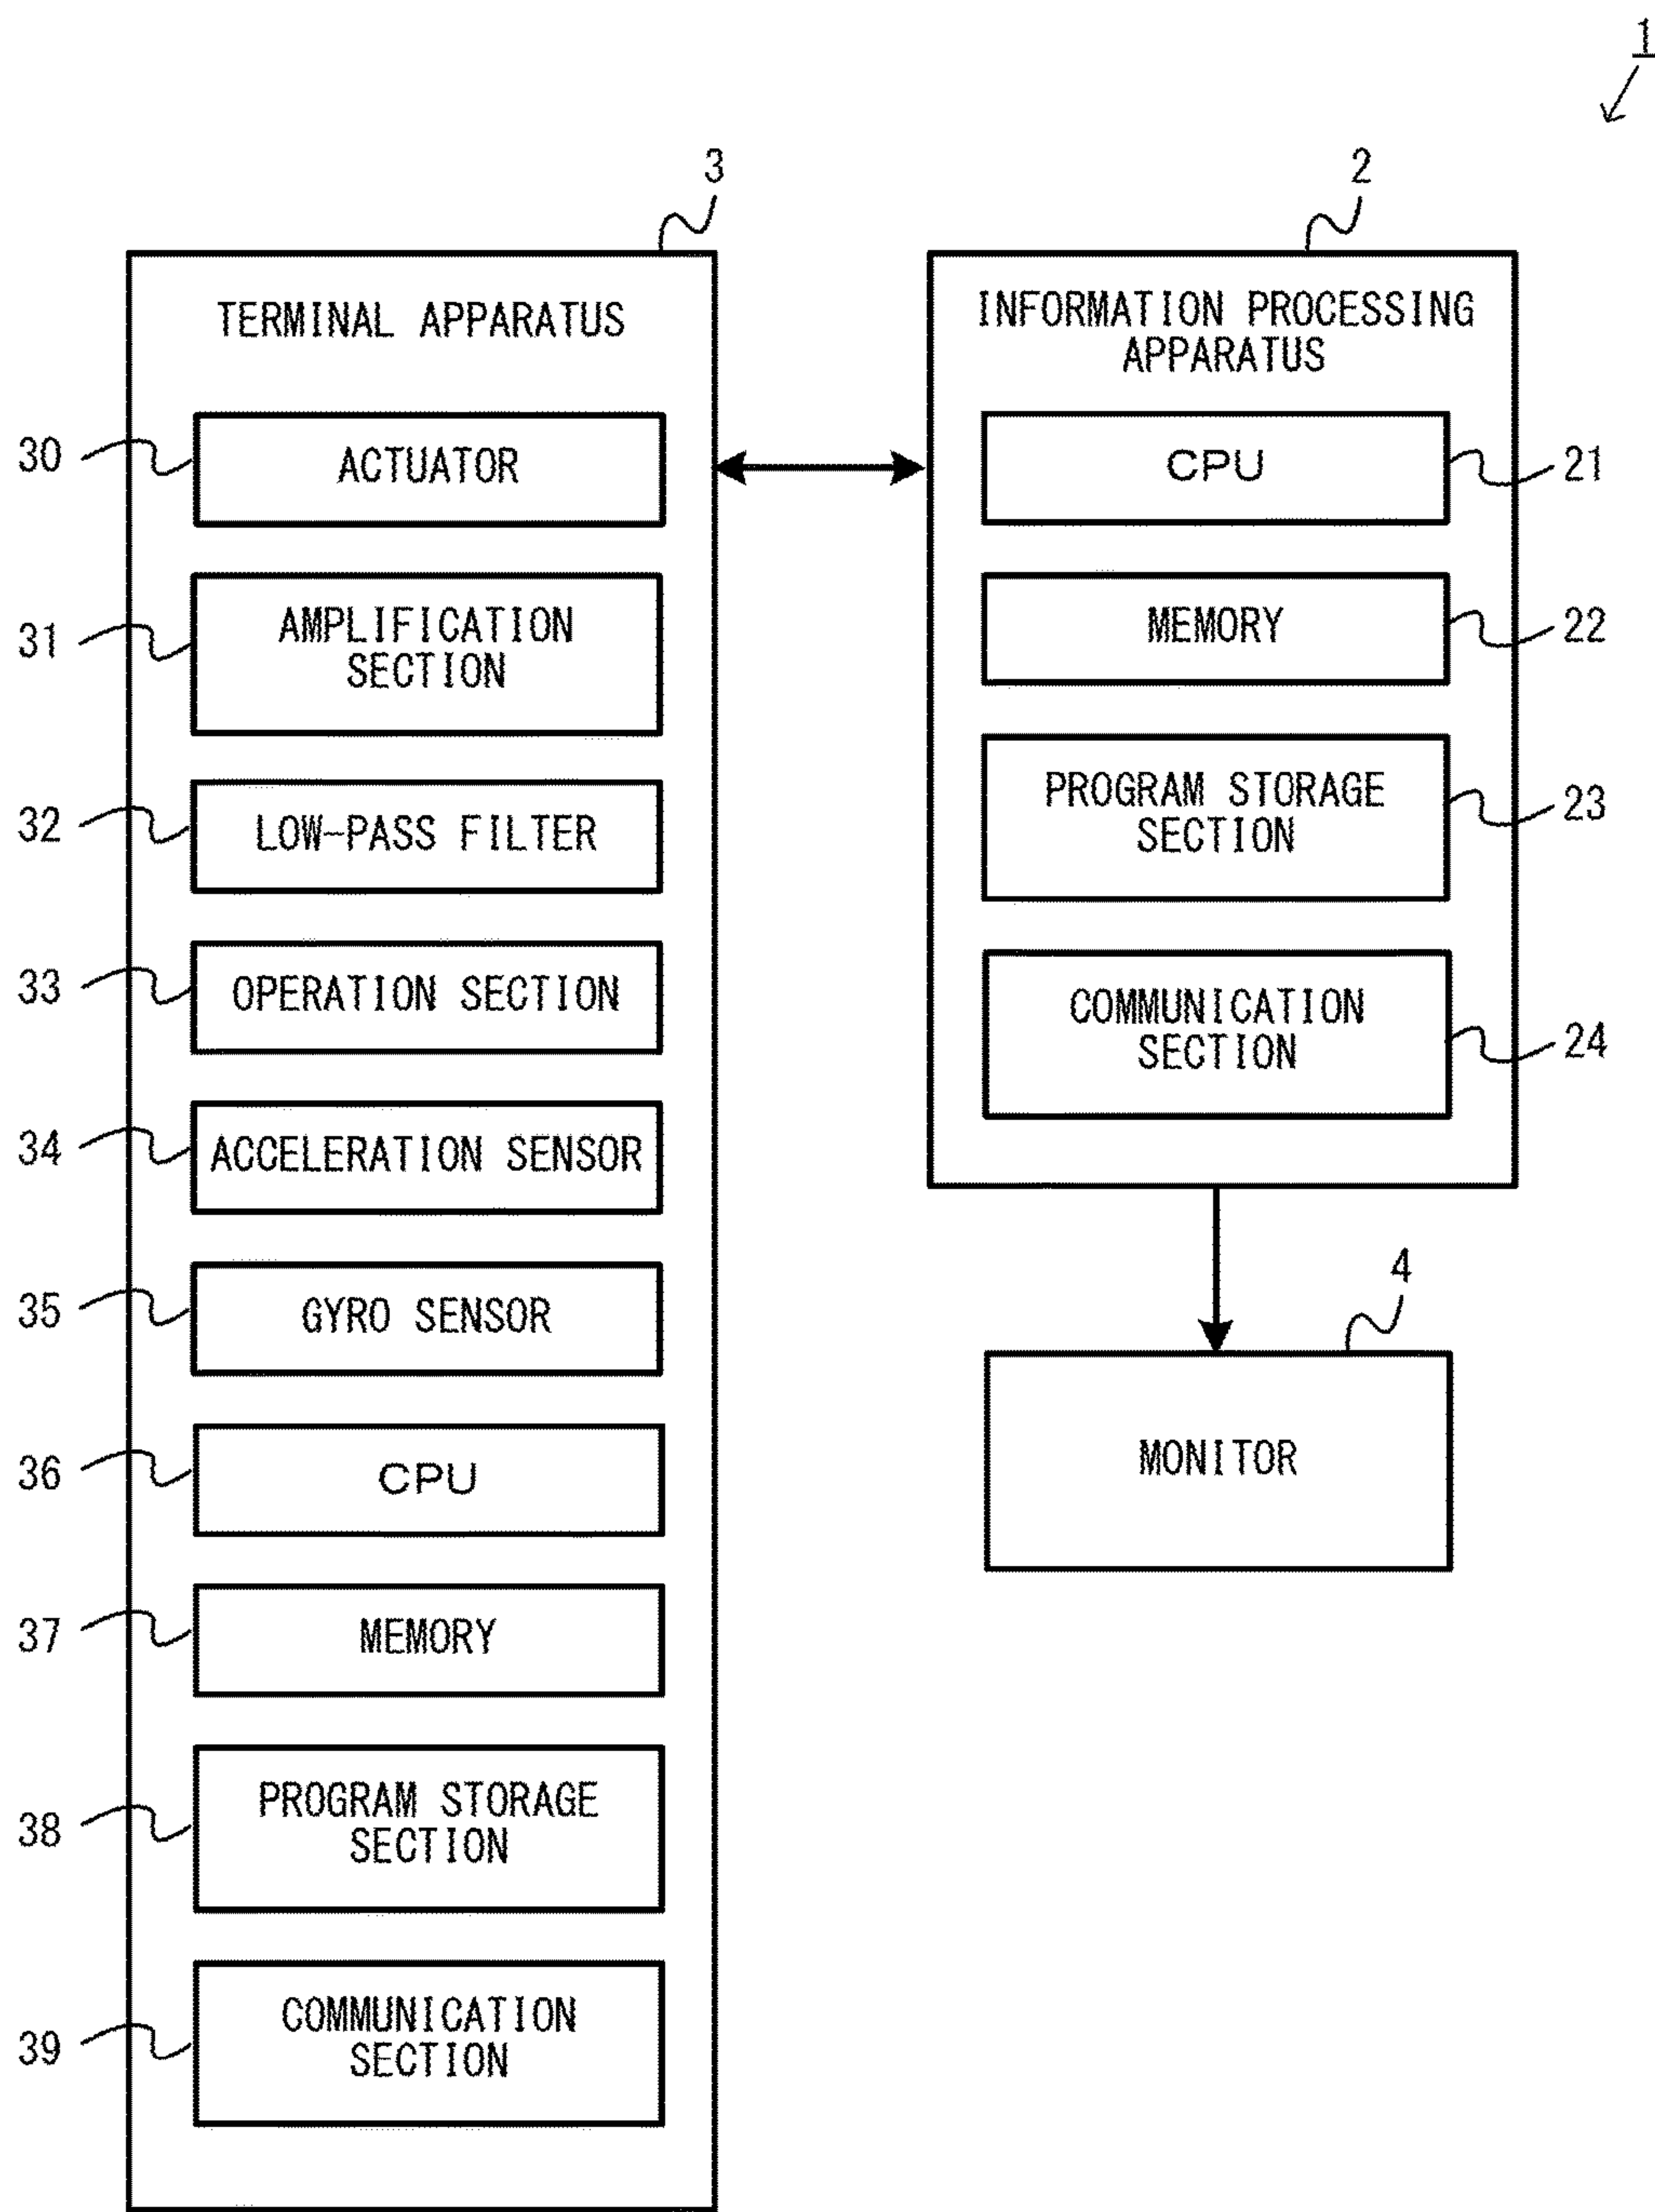 1
3
TERMINAL APPARATUS
30
ACTUATOR
31
AMPLIFICATION
SECTION
32
LOW-PASS FILTER
33
OPERATION SECTION
34
ACCELERATION SENSOR
35
GYRO SENSOR
36
CPU
37
MEMORY
38
PROGRAM STORAGE
SECTION
39
COMMUNICATION
SECTION
2
INFORMATION PROCESSING
APPARATUS
CPU
21
MEMORY
22
PROGRAM STORAGE
SECTION
23
COMMUNICATION
SECTION
24
4
MONITOR